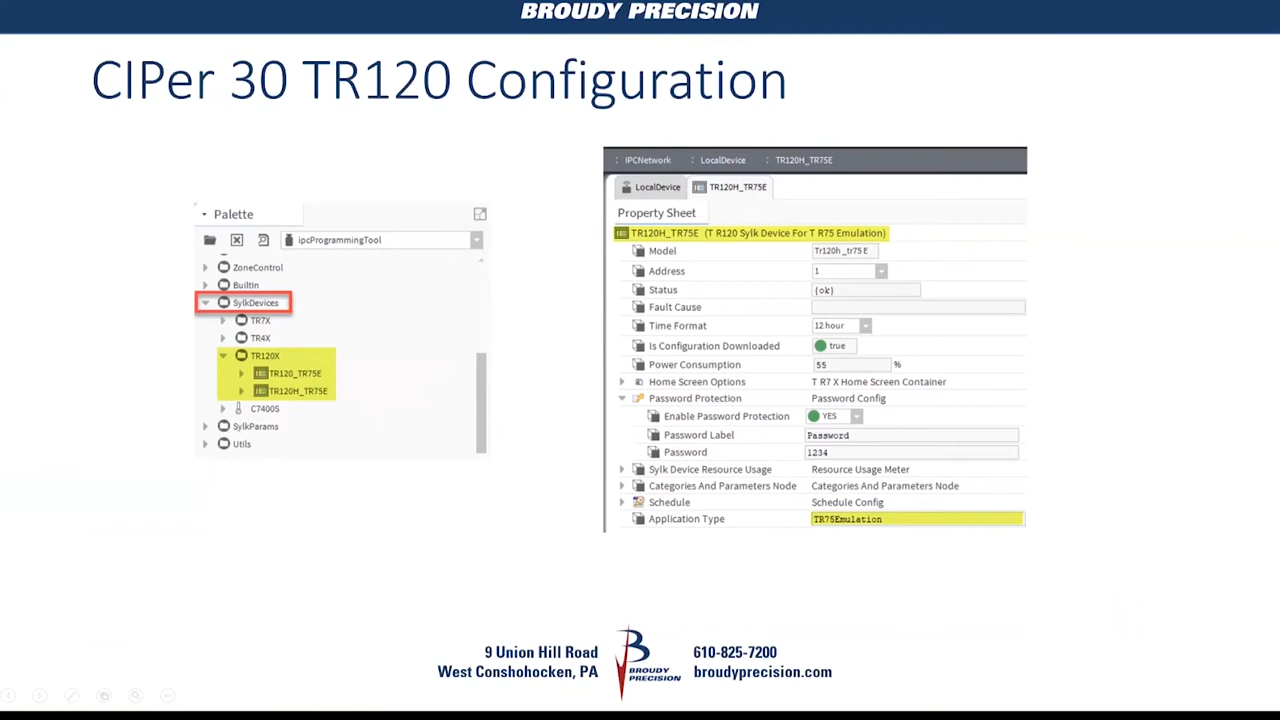 BROUDY PRECISION
CIPer 30 TR120 Configuration
Palette
ipcProgrammingTool
ZoneControl
BuiltIn
SylkDevices
TR7X
TR4X
TR120X
TR120_TR75E
TR120H_TR75E
C7400S
SylkParams
Utils
: IPCNetwork : LocalDevice : TR120H_TR75E
LocalDevice TR120H_TR75E
Property Sheet
TR120H_TR75E (T R120 Sylk Device For T R75 Emulation)
Model Tr120h_tr75E
Address 1
Status {ok}
Fault Cause
Time Format 12 hour
Is Configuration Downloaded true
Power Consumption 55 %
Home Screen Options T R7 X Home Screen Container
Password Protection Password Config
Enable Password Protection YES
Password Label Password
Password 1234
Sylk Device Resource Usage Resource Usage Meter
Categories And Parameters Node Categories And Parameters Node
Schedule Schedule Config
Application Type TR75Emulation
9 Union Hill Road
West Conshohocken, PA
B
BROUDY
PRECISION
610-825-7200
broudyprecision.com